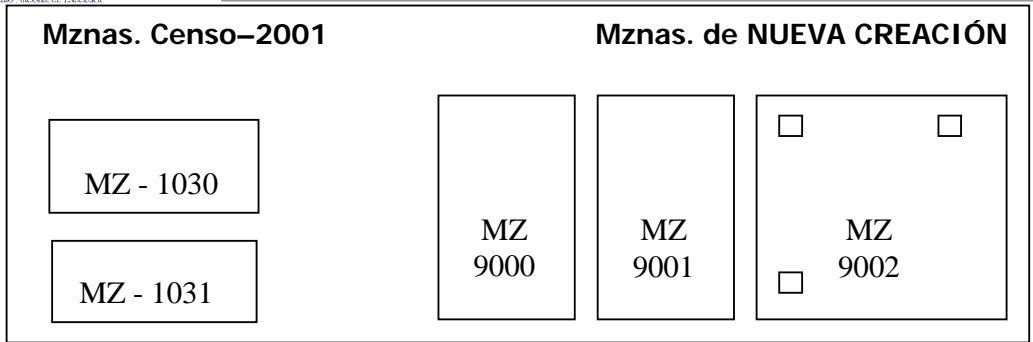 Mznas. Censo–2001
Mznas. de NUEVA CREACIÓN
MZ - 1030
MZ - 1031
MZ
9000
MZ
9001
MZ
9002